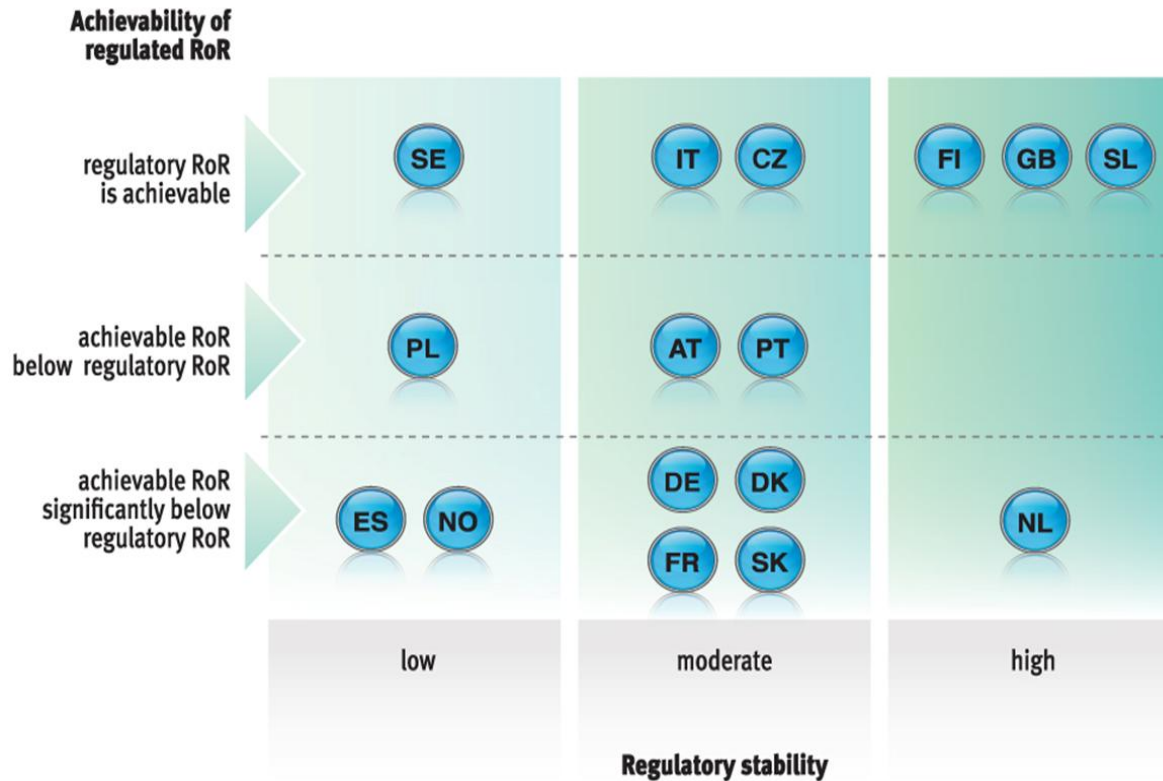 Achievability of
regulated RoR
regulatory RoR
is achievable
SE
IT
CZ
FI
GB
SL
achievable RoR
below regulatory RoR
PL
AT
PT
achievable RoR
significantly below
regulatory RoR
ES
NO
DE
DK
FR
SK
NL
low
moderate
high
Regulatory stability